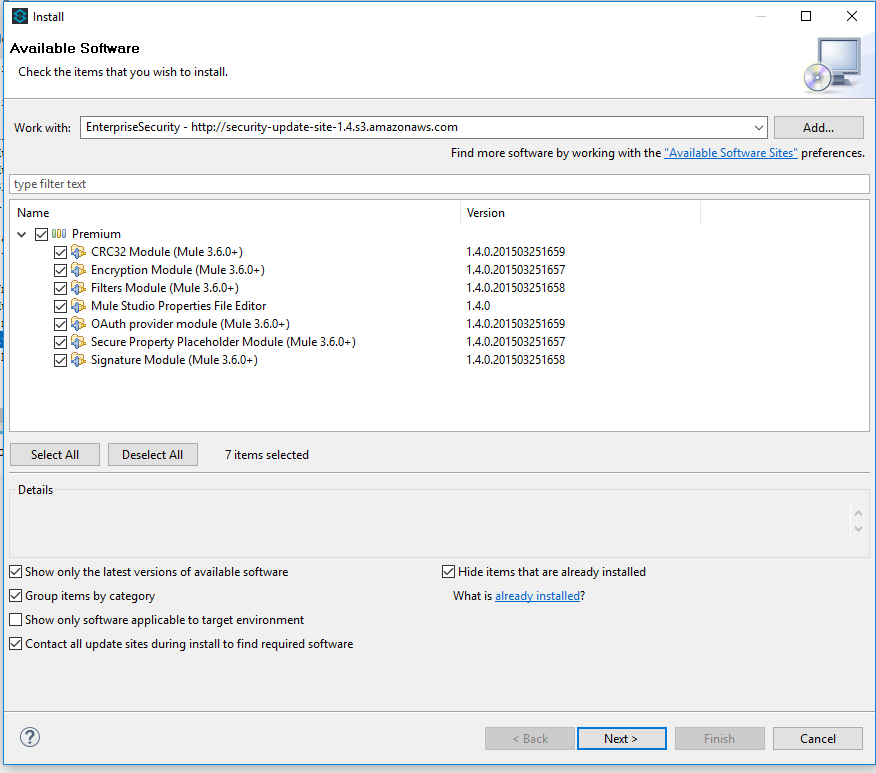 Install
Available Software
Check the items that you wish to install.
Work with: EnterpriseSecurity - http://security-update-site-1.4.s3.amazonaws.com Add...
Find more software by working with the "Available Software Sites" preferences.
type filter text
Name Version
Premium
CRC32 Module (Mule 3.6.0+) 1.4.0.201503251659
Encryption Module (Mule 3.6.0+) 1.4.0.201503251657
Filters Module (Mule 3.6.0+) 1.4.0.201503251658
Mule Studio Properties File Editor 1.4.0
OAuth provider module (Mule 3.6.0+) 1.4.0.201503251659
Secure Property Placeholder Module (Mule 3.6.0+) 1.4.0.201503251657
Signature Module (Mule 3.6.0+) 1.4.0.201503251658
Select All Deselect All 7 items selected
Details
Show only the latest versions of available software Hide items that are already installed
Group items by category What is already installed?
Show only software applicable to target environment
Contact all update sites during install to find required software
? < Back Next > Finish Cancel